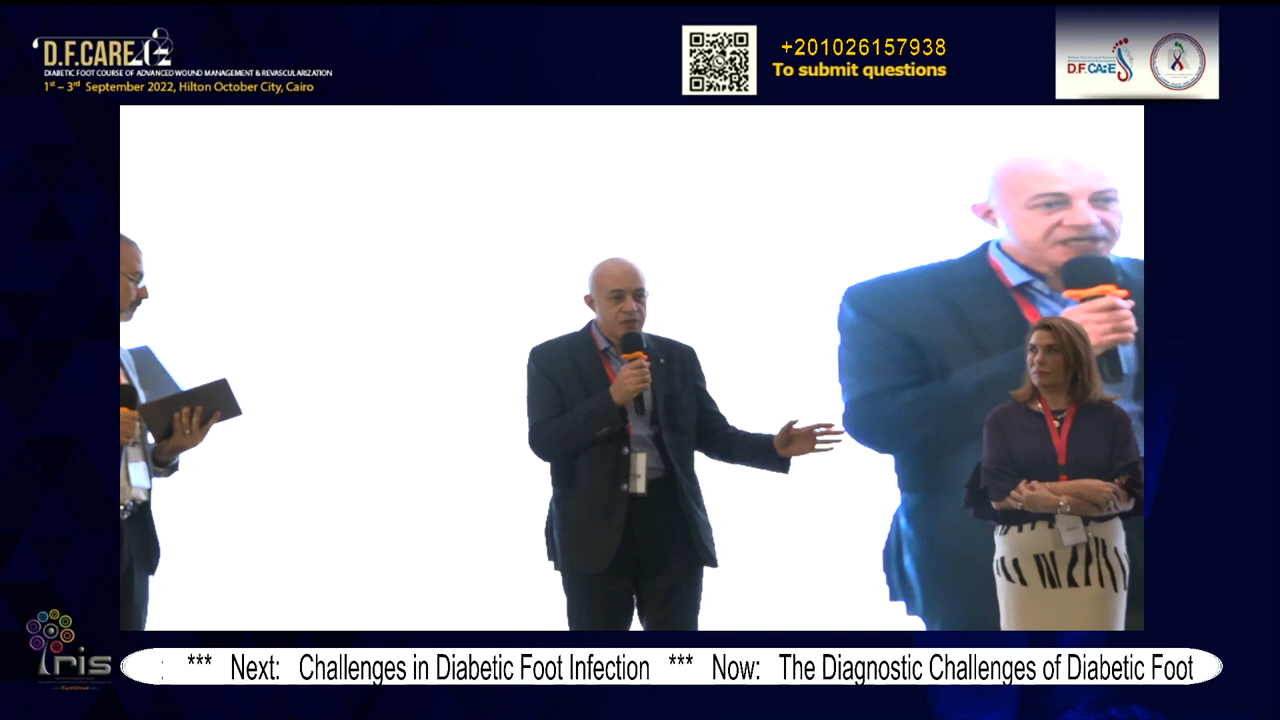 D.F.CARE
DIABETIC FOOT COURSE OF ADVANCED WOUND MANAGEMENT & REVASCULARIZATION
1st – 3rd September 2022, Hilton October City, Cairo
+201026157938
To submit questions
D.F.CARE
iris
Excellence
*** Next: Challenges in Diabetic Foot Infection *** Now: The Diagnostic Challenges of Diabetic Foot